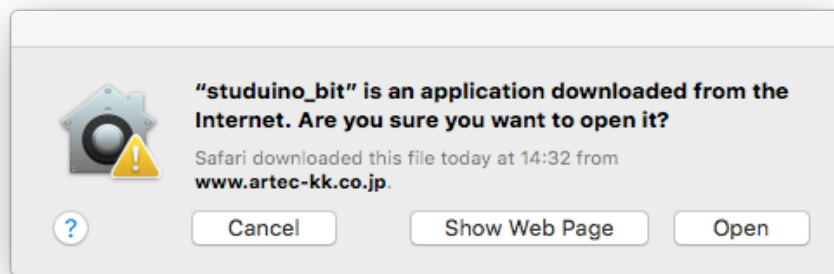 “studuino_bit” is an application downloaded from the
Internet. Are you sure you want to open it?
Safari downloaded this file today at 14:32 from
www.artec-kk.co.jp.
?
Cancel
Show Web Page
Open